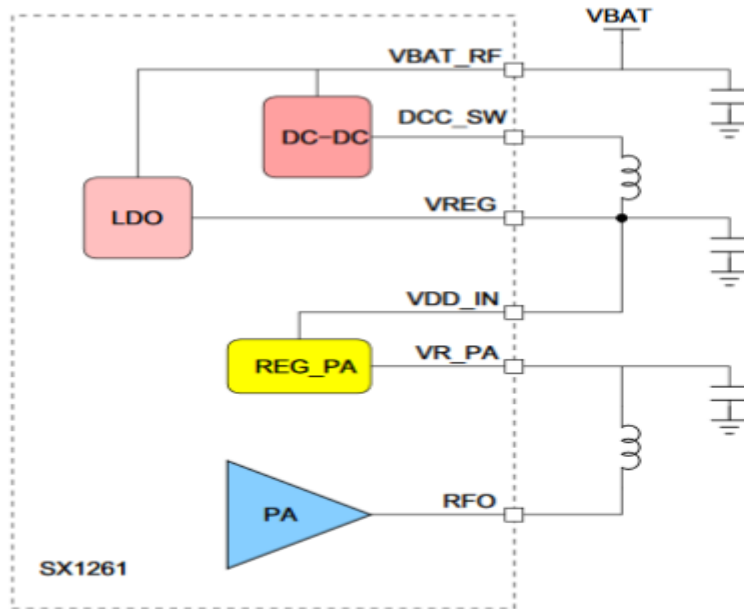 VBAT
VBAT_RF
DC-DC
DCC_SW
LDO
VREG
VDD_IN
REG_PA
VR_PA
PA
RFO
SX1261